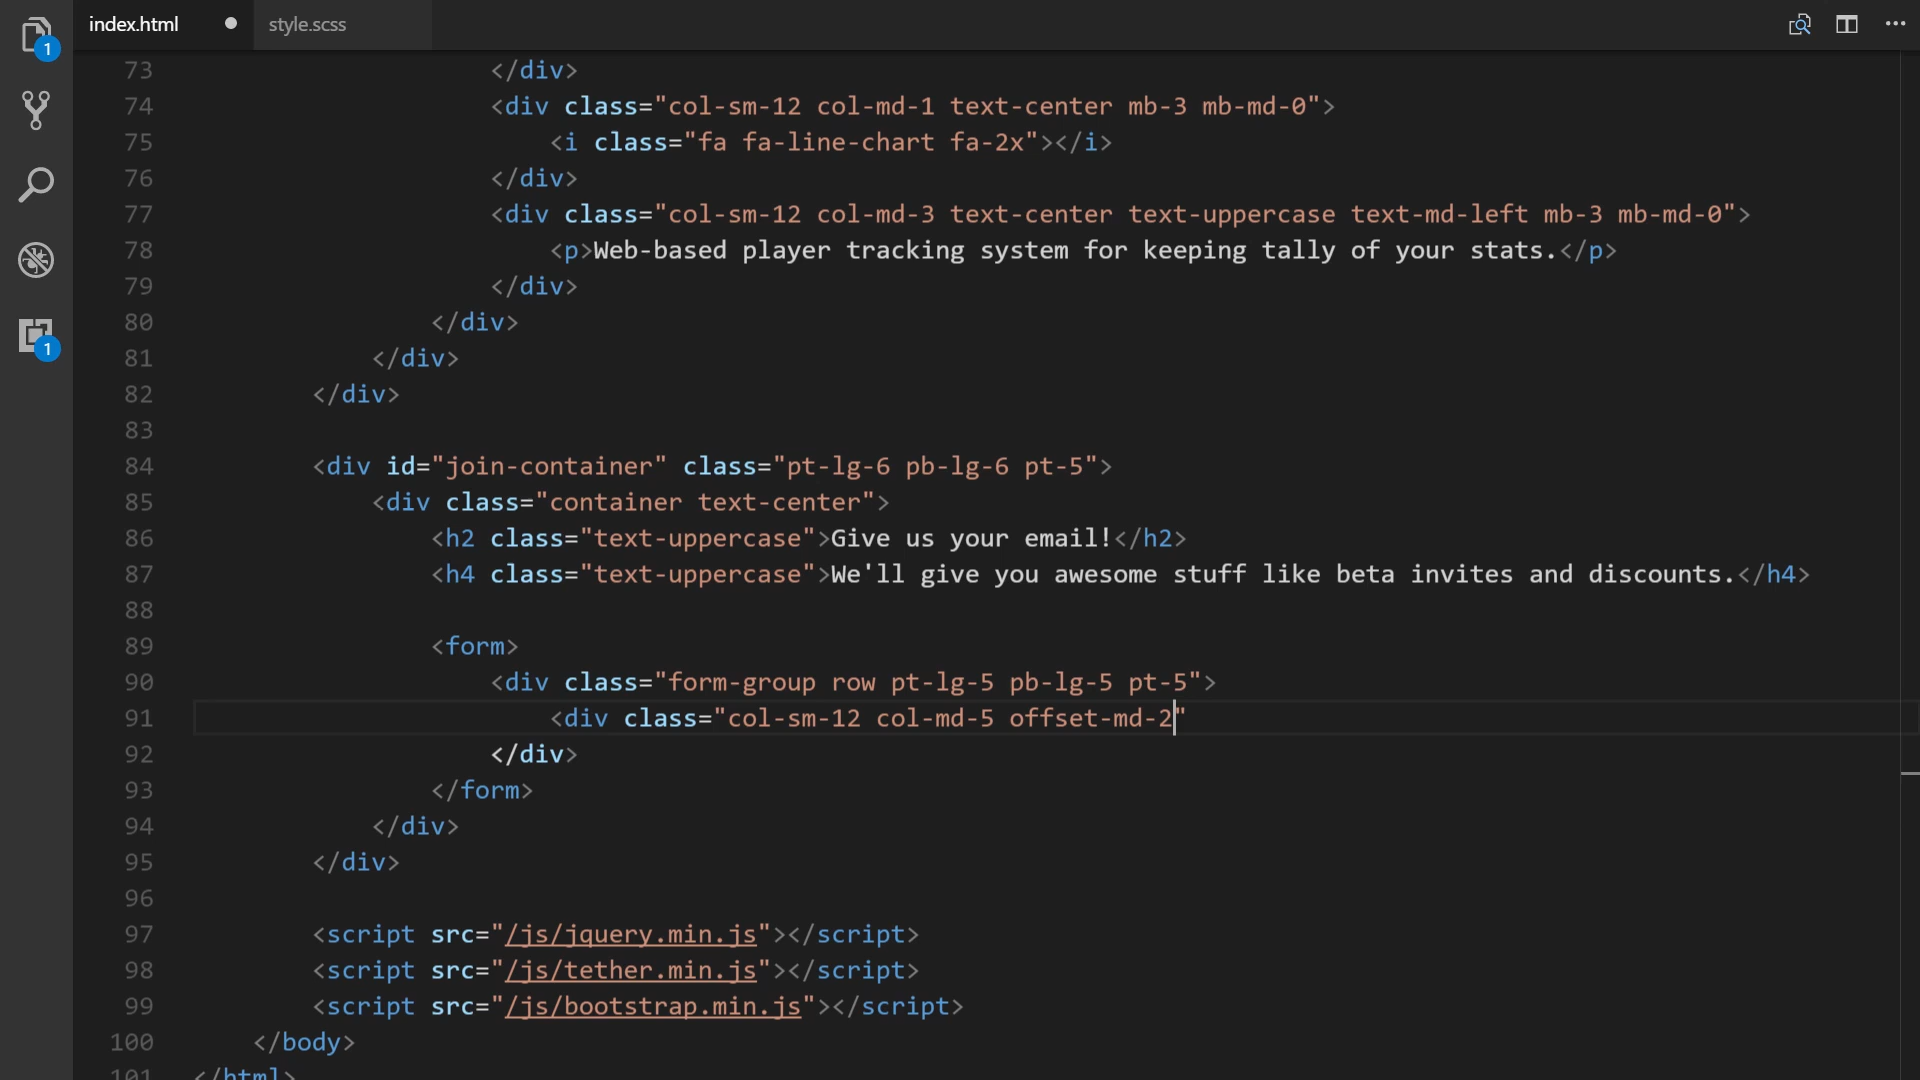 index.html
style.scss
1
1
73 </div>
74 <div class="col-sm-12 col-md-1 text-center mb-3 mb-md-0">
75 <i class="fa fa-line-chart fa-2x"></i>
76 </div>
77 <div class="col-sm-12 col-md-3 text-center text-uppercase text-md-left mb-3 mb-md-0">
78 <p>Web-based player tracking system for keeping tally of your stats.</p>
79 </div>
80 </div>
81 </div>
82 </div>
83
84 <div id="join-container" class="pt-lg-6 pb-lg-6 pt-5">
85 <div class="container text-center">
86 <h2 class="text-uppercase">Give us your email!</h2>
87 <h4 class="text-uppercase">We'll give you awesome stuff like beta invites and discounts.</h4>
88
89 <form>
90 <div class="form-group row pt-lg-5 pb-lg-5 pt-5">
91 <div class="col-sm-12 col-md-5 offset-md-2"
92 </div>
93 </form>
94 </div>
95 </div>
96
97 <script src="/js/jquery.min.js"></script>
98 <script src="/js/tether.min.js"></script>
99 <script src="/js/bootstrap.min.js"></script>
100 </body>
101 </html>